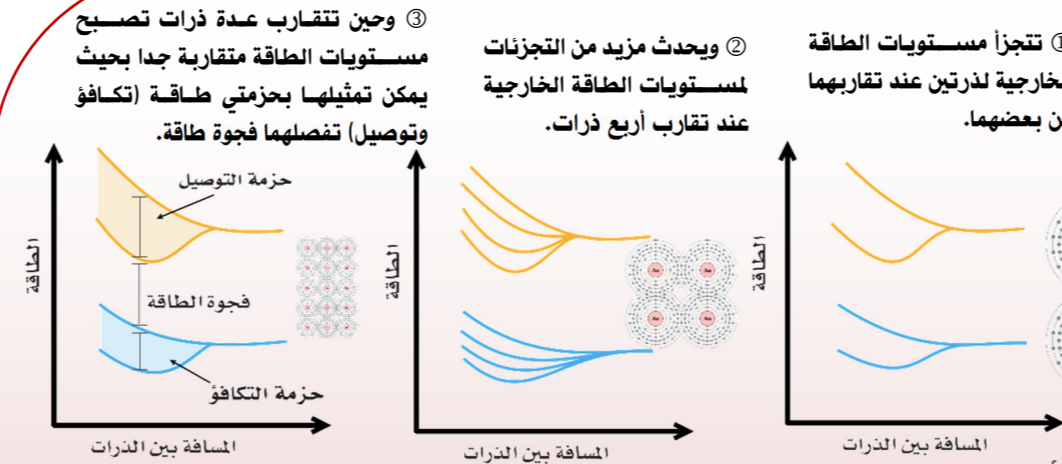 ① تتجزأ مستويات الطاقة
لخارجية لذرتين عند تقاربهما
ن بعضهما.
الطاقة
المسافة بين الذرات
② ويحدث مزيد من التجزئات
لمستويات الطاقة الخارجية
عند تقارب أربع ذرات.
الطاقة
المسافة بين الذرات
③ وحين تتقارب عدة ذرات تصبح
مستويات الطاقة متقاربة جدا بحيث
يمكن تمثيلها بحزمتي طاقة (تكافؤ
وتوصيل) تفصلهما فجوة طاقة.
حزمة التوصيل
الطاقة
فجوة الطاقة
حزمة التكافؤ
المسافة بين الذرات